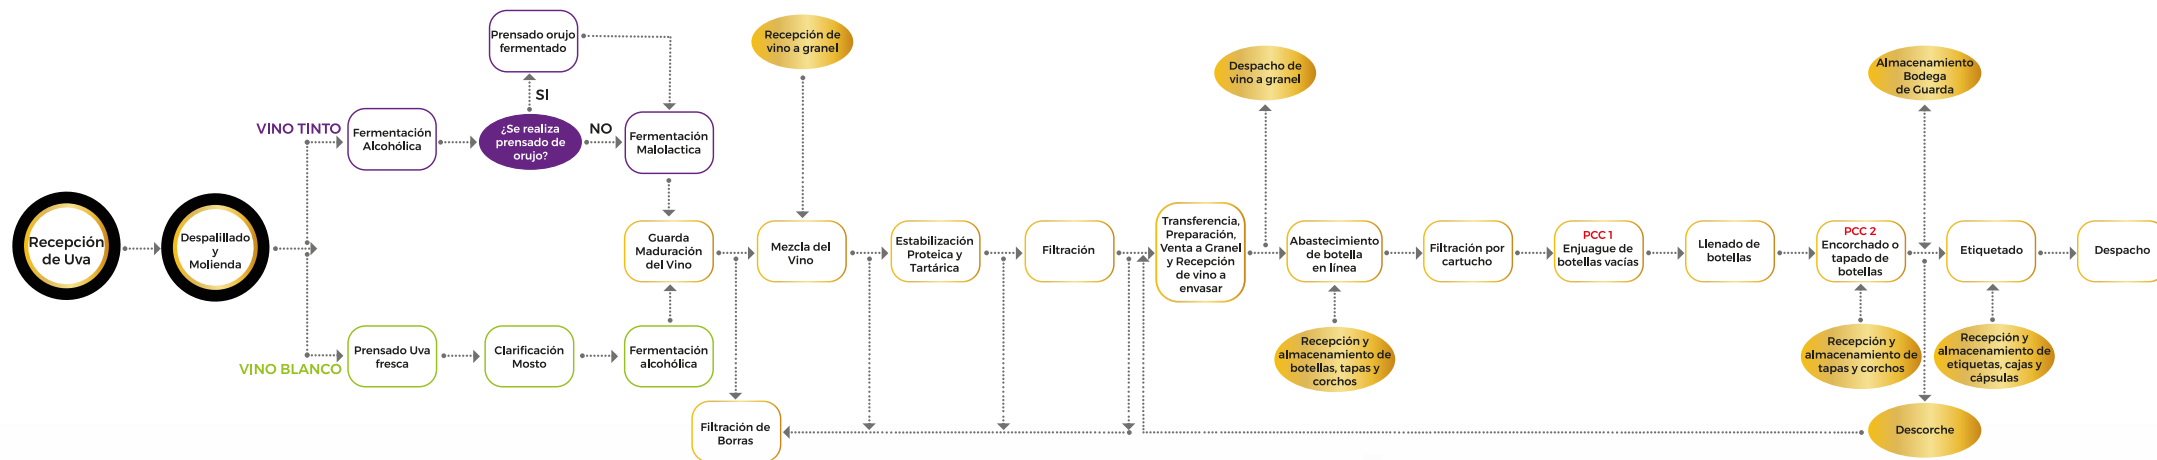 Recepción
de Uva
Despalillado
y
Molienda
VINO TINTO
Fermentación
Alcohólica
¿Se realiza
prensado de
orujo?
SI
NO
Prensado orujo
fermentado
Fermentación
Malolactica
VINO BLANCO
Prensado Uva
fresca
Clarificación
Mosto
Fermentación
alcohólica
Guarda
Maduración
del Vino
Filtración de
Borras
Recepción de
vino a granel
Mezcla del
Vino
Estabilización
Proteica y
Tartárica
Filtración
Transferencia,
Preparación,
Venta a Granel
y Recepción
de vino a
envasar
Despacho de
vino a granel
Abastecimiento
de botella
en línea
Recepción y
almacenamiento de
botellas, tapas y
corchos
Filtración por
cartucho
PCC 1
Enjuague de
botellas vacías
Llenado de
botellas
PCC 2
Encorchado o
tapado de
botellas
Recepción y
almacenamiento de
tapas y corchos
Almacenamiento
Bodega
de Guarda
Descorche
Etiquetado
Recepción y
almacenamiento de
etiquetas, cajas y
cápsulas
Despacho